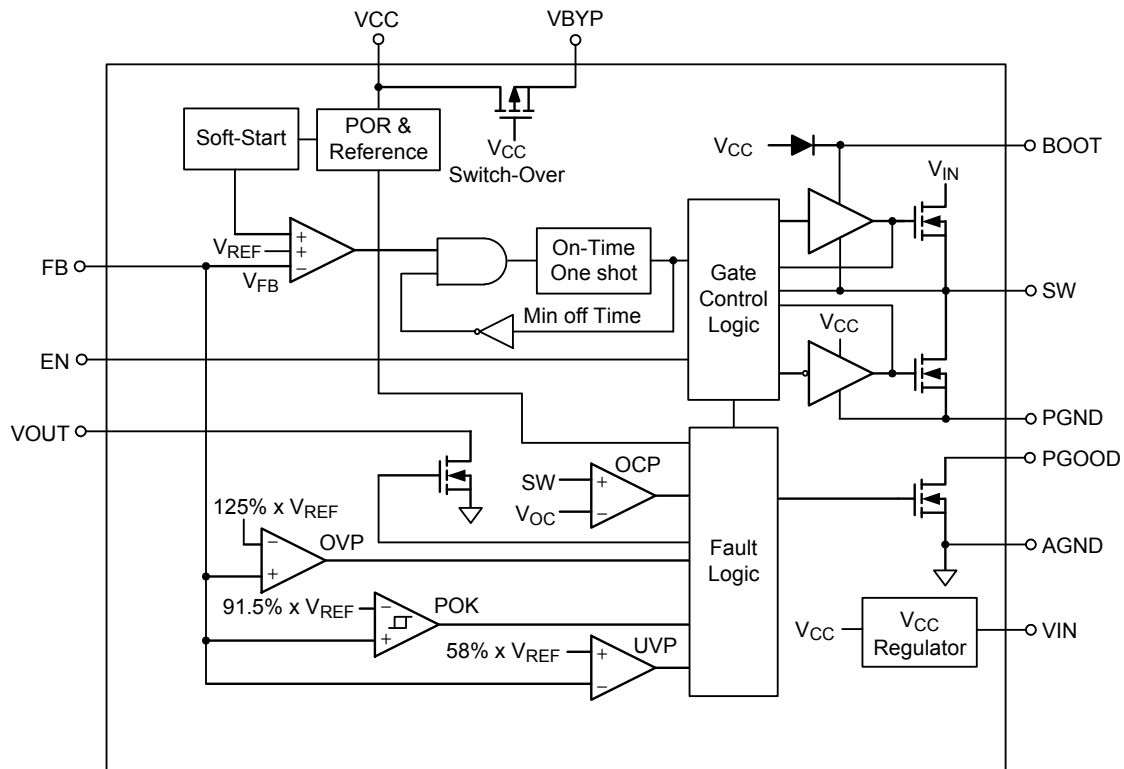 VCC
VBYP
Soft-Start
POR &
Reference
VCC
Switch-Over
VCC
BOOT
VIN
+
VREF
+
−
FB
VFB
On-Time
One shot
Min off Time
Gate
Control
Logic
SW
VCC
EN
PGND
VOUT
PGOOD
SW
+
OCP
VOC
−
125% x VREF
−
OVP
+
Fault
Logic
AGND
91.5% x VREF
−
POK
+
58% x VREF
+
UVP
−
VCC
VCC
Regulator
VIN